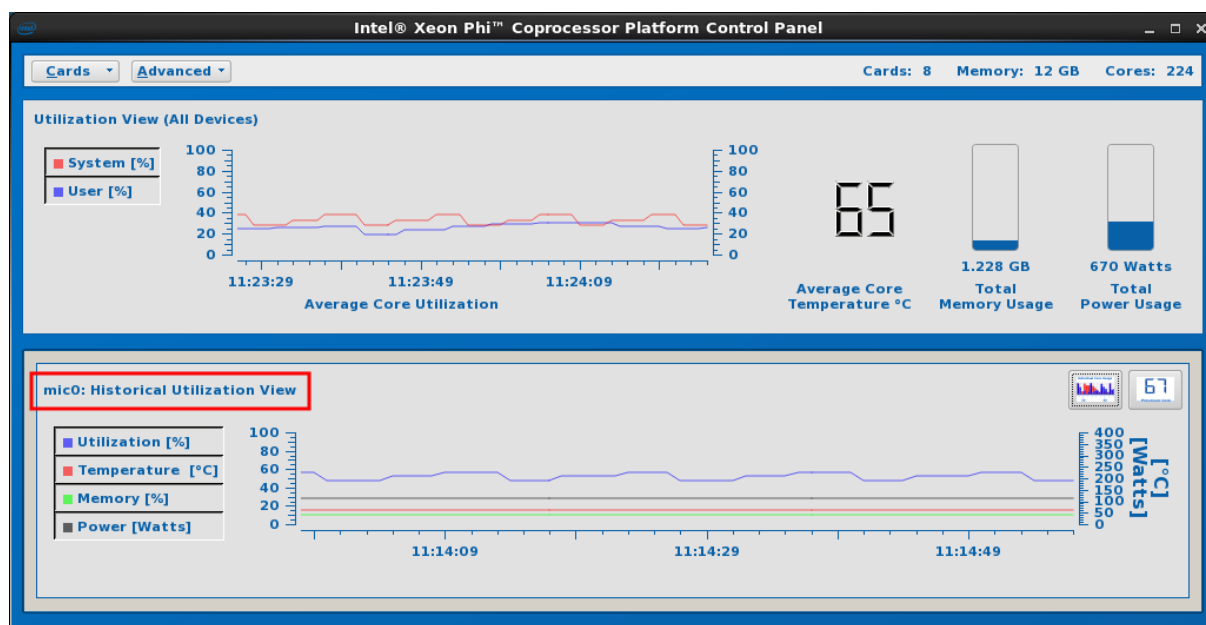 Intel® Xeon Phi™ Coprocessor Platform Control Panel
Cards Advanced Cards: 8 Memory: 12 GB Cores: 224
Utilization View (All Devices)
System [%]
User [%]
100
80
60
40
20
0
100
80
60
40
20
0
11:23:29 11:23:49 11:24:09
Average Core Utilization
65
Average Core
Temperature °C
1.228 GB
Total
Memory Usage
670 Watts
Total
Power Usage
mic0: Historical Utilization View
67
Utilization [%]
Temperature [°C]
Memory [%]
Power [Watts]
100
80
60
40
20
0
400
350
300
250
200
150
100
50
0
[°C]
[Watts]
11:14:09 11:14:29 11:14:49